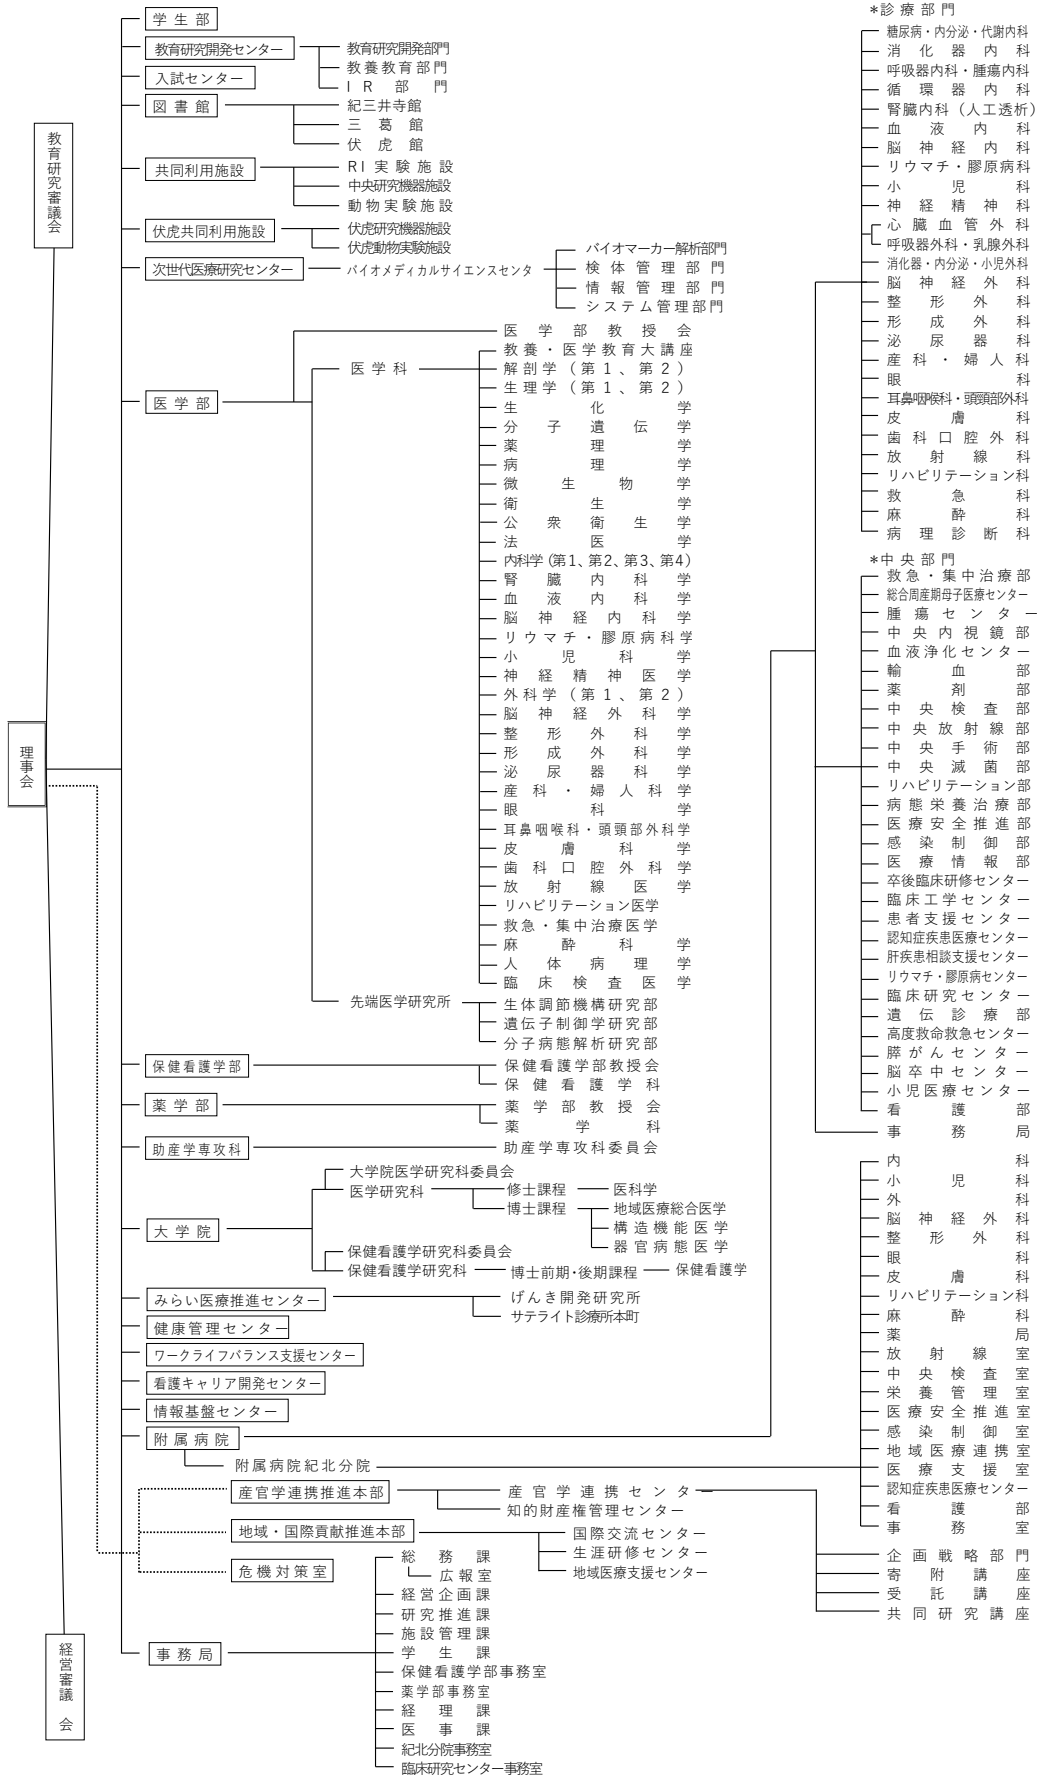 教育研究審議会
理事会
経営審議会
学生部
教育研究開発センター
教育研究開発部門
教養教育部門
IR部門
入試センター
図書館
紀三井寺館
三葛館
伏虎館
共同利用施設
RI実験施設
中央研究機器施設
動物実験施設
伏虎共同利用施設
伏虎研究機器施設
伏虎動物実験施設
次世代医療研究センター
バイオメディカルサイエンスセンタ
バイオマーカー解析部門
検体管理部門
情報管理部門
システム管理部門
医学部
医学部教授会
医学科
教養・医学教育大講座
解剖学(第1、第2)
生理学(第1、第2)
生化学
分子遺伝学
薬理学
病理学
微生物学
衛生学
公衆衛生学
法医学
内科学(第1、第2、第3、第4)
腎臓内科学
血液内科学
脳神経内科学
リウマチ・膠原病科学
小児科学
神経精神医学
外科学(第1、第2)
脳神経外科学
整形外科学
形成外科学
泌尿器科学
産科・婦人科学
眼科学
耳鼻咽喉科・頭頸部外科学
皮膚科学
歯科口腔外科学
放射線医学
リハビリテーション医学
救急・集中治療医学
麻酔科学
人体病理学
臨床検査医学
先端医学研究所
生体調節機構研究部
遺伝子制御学研究部
分子病態解析研究部
保健看護学部
保健看護学部教授会
保健看護学科
薬学部
薬学部教授会
薬学科
助産学専攻科
助産学専攻科委員会
大学院
大学院医学研究科委員会
医学研究科
修士課程
医科学
博士課程
地域医療総合医学
構造機能医学
器官病態医学
保健看護学研究科委員会
保健看護学研究科
博士前期・後期課程
保健看護学
みらい医療推進センター
げんき開発研究所
サテライト診療所本町
健康管理センター
ワークライフバランス支援センター
看護キャリア開発センター
情報基盤センター
附属病院
附属病院紀北分院
産官学連携推進本部
産官学連携センター
知的財産権管理センター
地域・国際貢献推進本部
国際交流センター
生涯研修センター
地域医療支援センター
危機対策室
事務局
総務課
広報室
経営企画課
研究推進課
施設管理課
学生課
保健看護学部事務室
薬学部事務室
経理課
医事課
紀北分院事務室
臨床研究センター事務室
*診療部門
糖尿病・内分泌・代謝内科
消化器内科
呼吸器内科・腫瘍内科
循環器内科
腎臓内科(人工透析)
血液内科
脳神経内科
リウマチ・膠原病科
小児科
神経精神科
心臓血管外科
呼吸器外科・乳腺外科
消化器・内分泌・小児外科
脳神経外科
整形外科
形成外科
泌尿器科
産科・婦人科
眼科
耳鼻咽喉科・頭頸部外科
皮膚科
歯科口腔外科
放射線科
リハビリテーション科
救急科
麻酔科
病理診断科
*中央部門
救急・集中治療部
総合周産期母子医療センター
腫瘍センター
中央内視鏡部
血液浄化センター
輸血部
薬剤部
中央検査部
中央放射線部
中央手術部
中央滅菌部
リハビリテーション部
病態栄養治療部
医療安全推進部
感染制御部
医療情報部
卒後臨床研修センター
臨床工学センター
患者支援センター
認知症疾患医療センター
肝疾患相談支援センター
リウマチ・膠原病センター
臨床研究センター
遺伝診療部
高度救命救急センター
膵がんセンター
脳卒中センター
小児医療センター
看護部
事務局
内科
小児科
外科
脳神経外科
整形外科
眼科
皮膚科
リハビリテーション科
麻酔科
薬局
放射線室
中央検査室
栄養管理室
医療安全推進室
感染制御室
地域医療連携室
医療支援室
認知症疾患医療センター
看護部
事務室
企画戦略部門
寄附講座
受託講座
共同研究講座